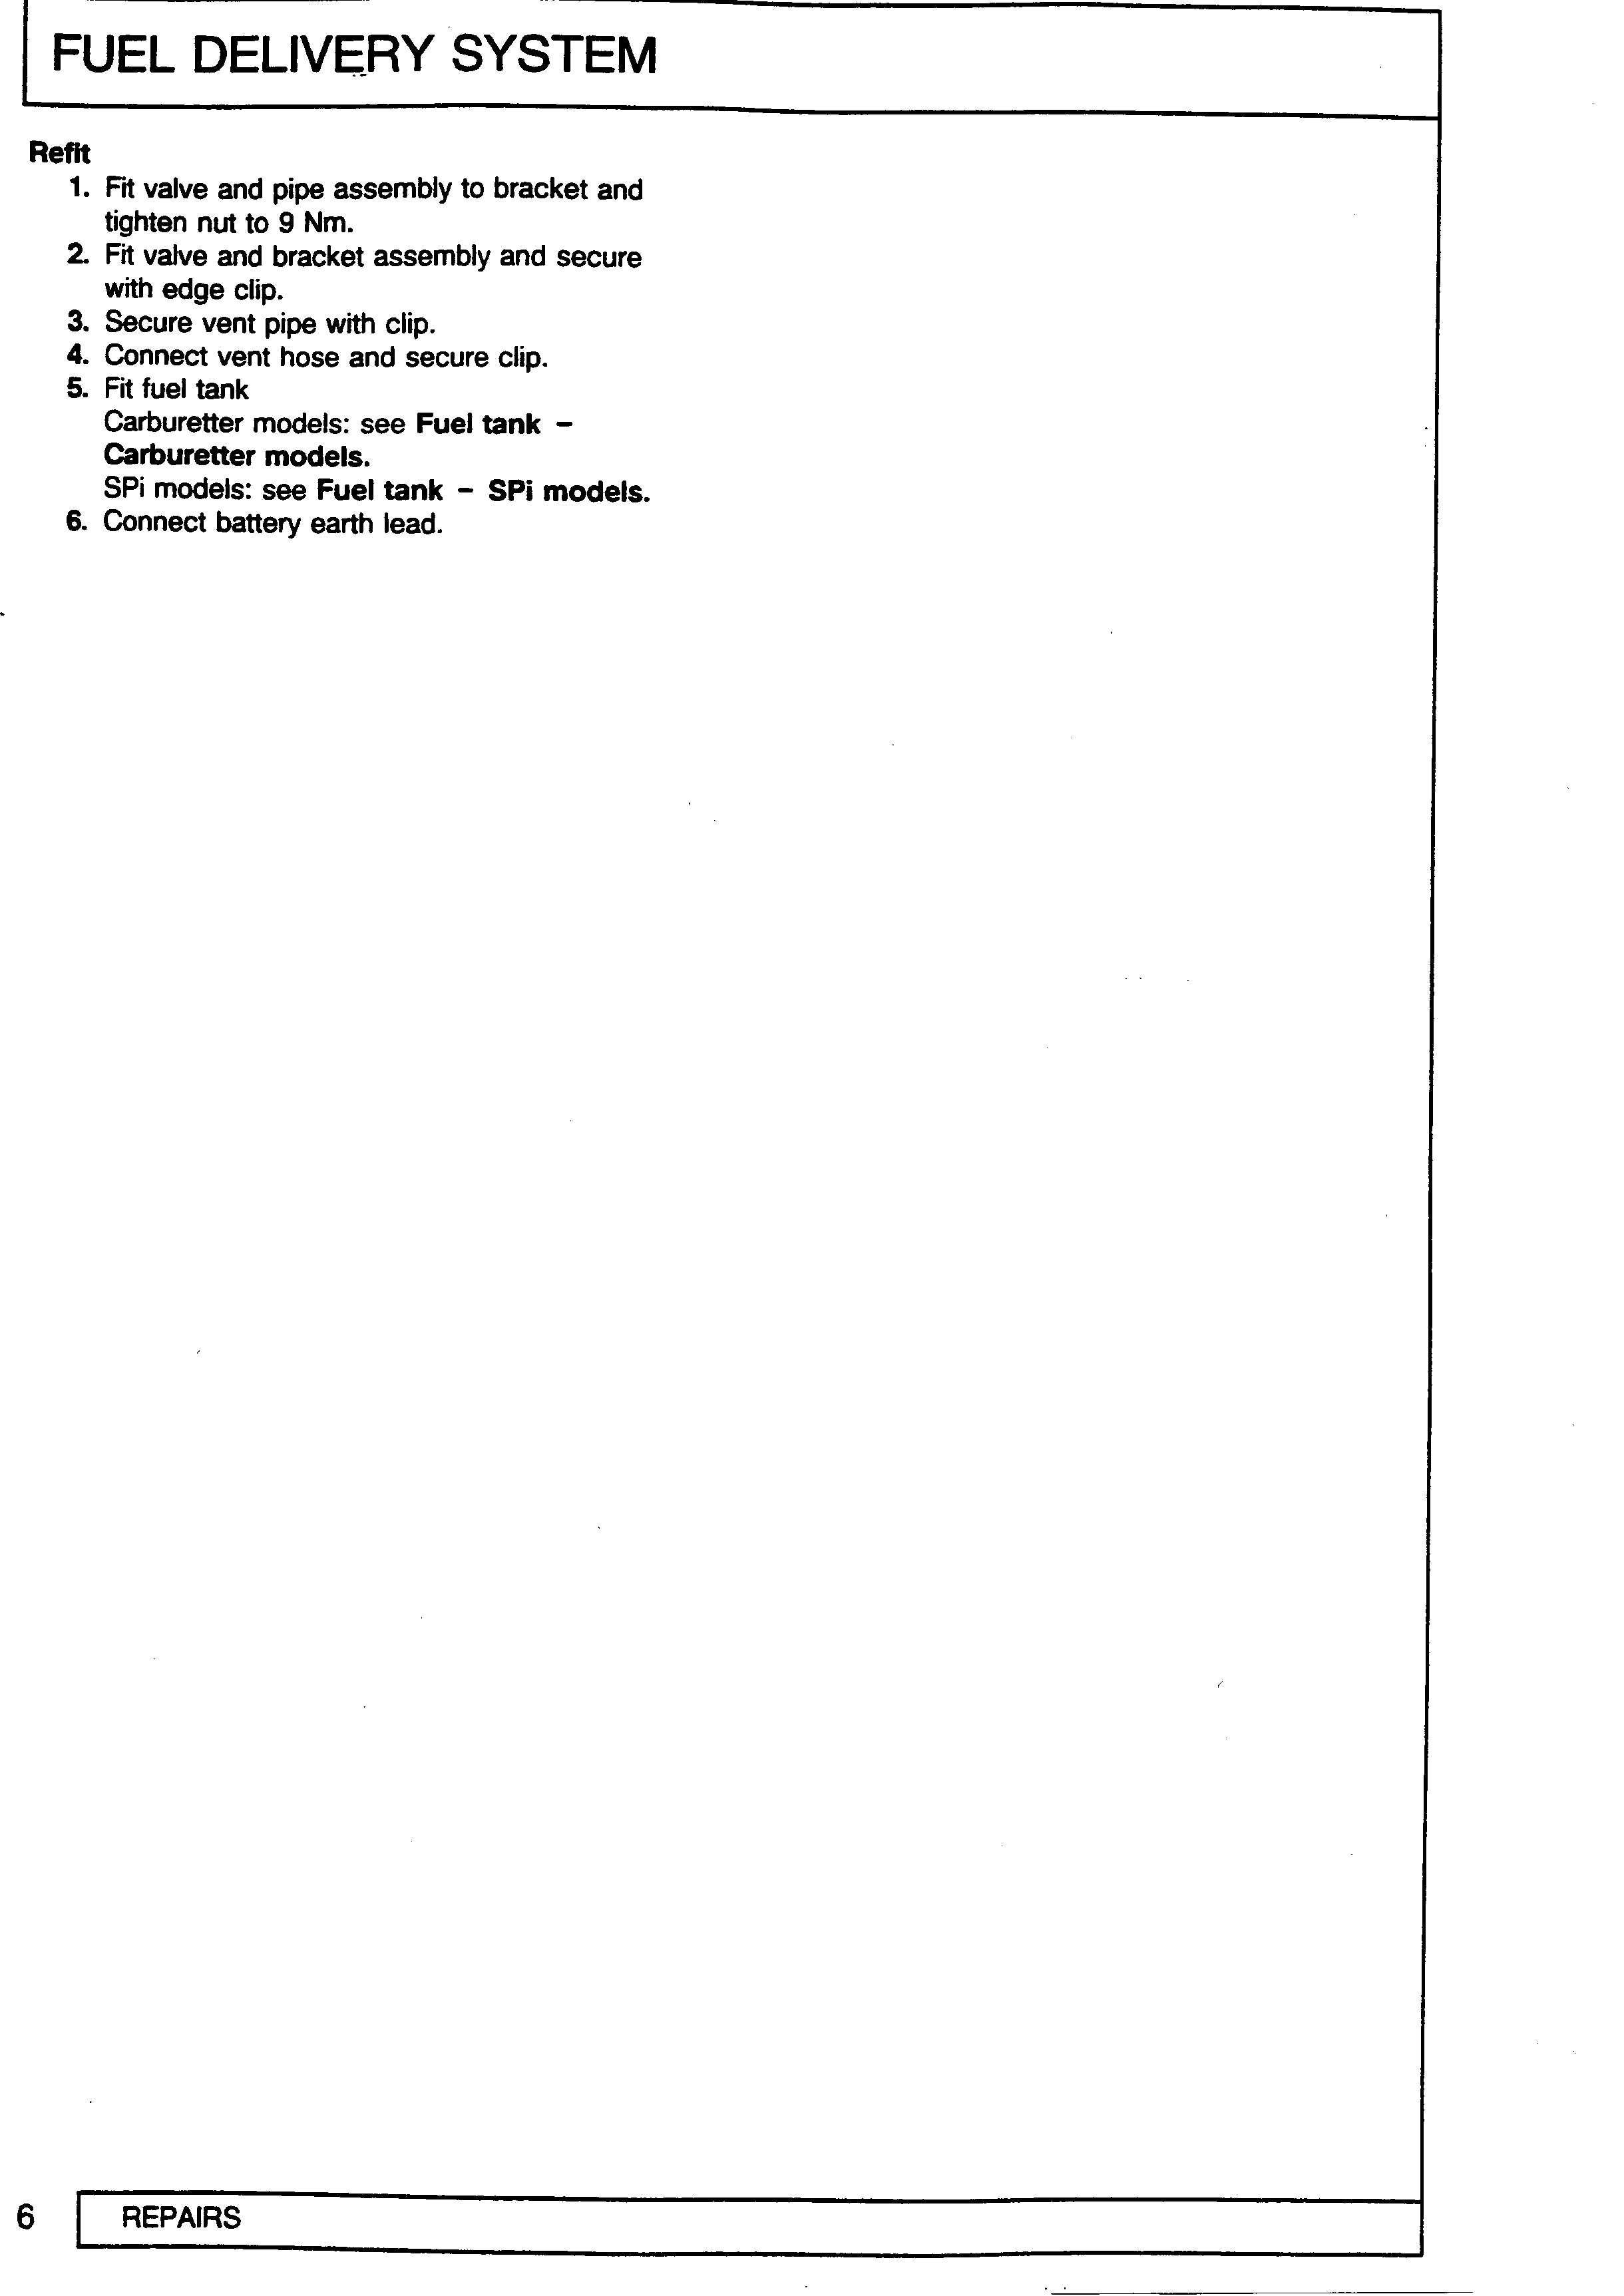 FUEL DELIVERY SYSTEM
Refit
1. Fit valve and pipe assembly to bracket and
tighten nut to 9 Nm.
2. Fit valve and bracket assembly and secure
with edge clip.
3. Secure vent pipe with clip.
4. Connect vent hose and secure clip.
5. Fit fuel tank
Carburetter models: see Fuel tank –
Carburetter models.
SPi models: see Fuel tank – SPi models.
6. Connect battery earth lead.
6
REPAIRS